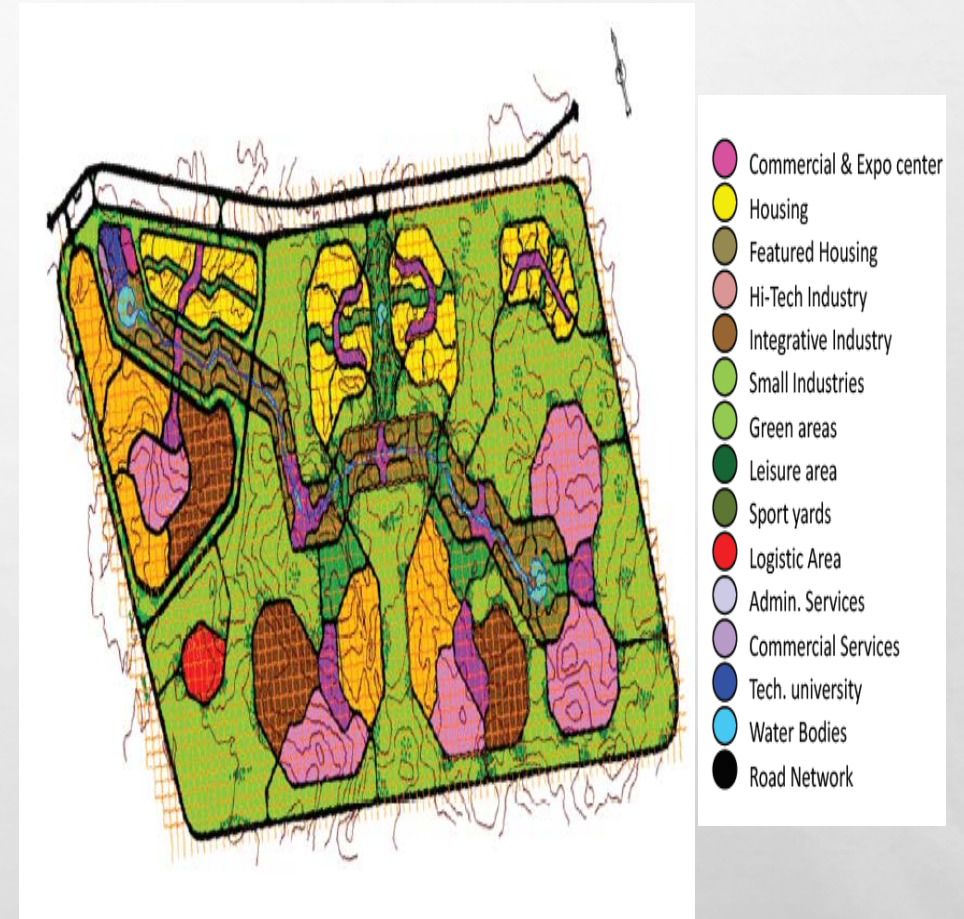 Commercial & Expo center
Housing
Featured Housing
Hi-Tech Industry
Integrative Industry
Small Industries
Green areas
Leisure area
Sport yards
Logistic Area
Admin. Services
Commercial Services
Tech. university
Water Bodies
Road Network